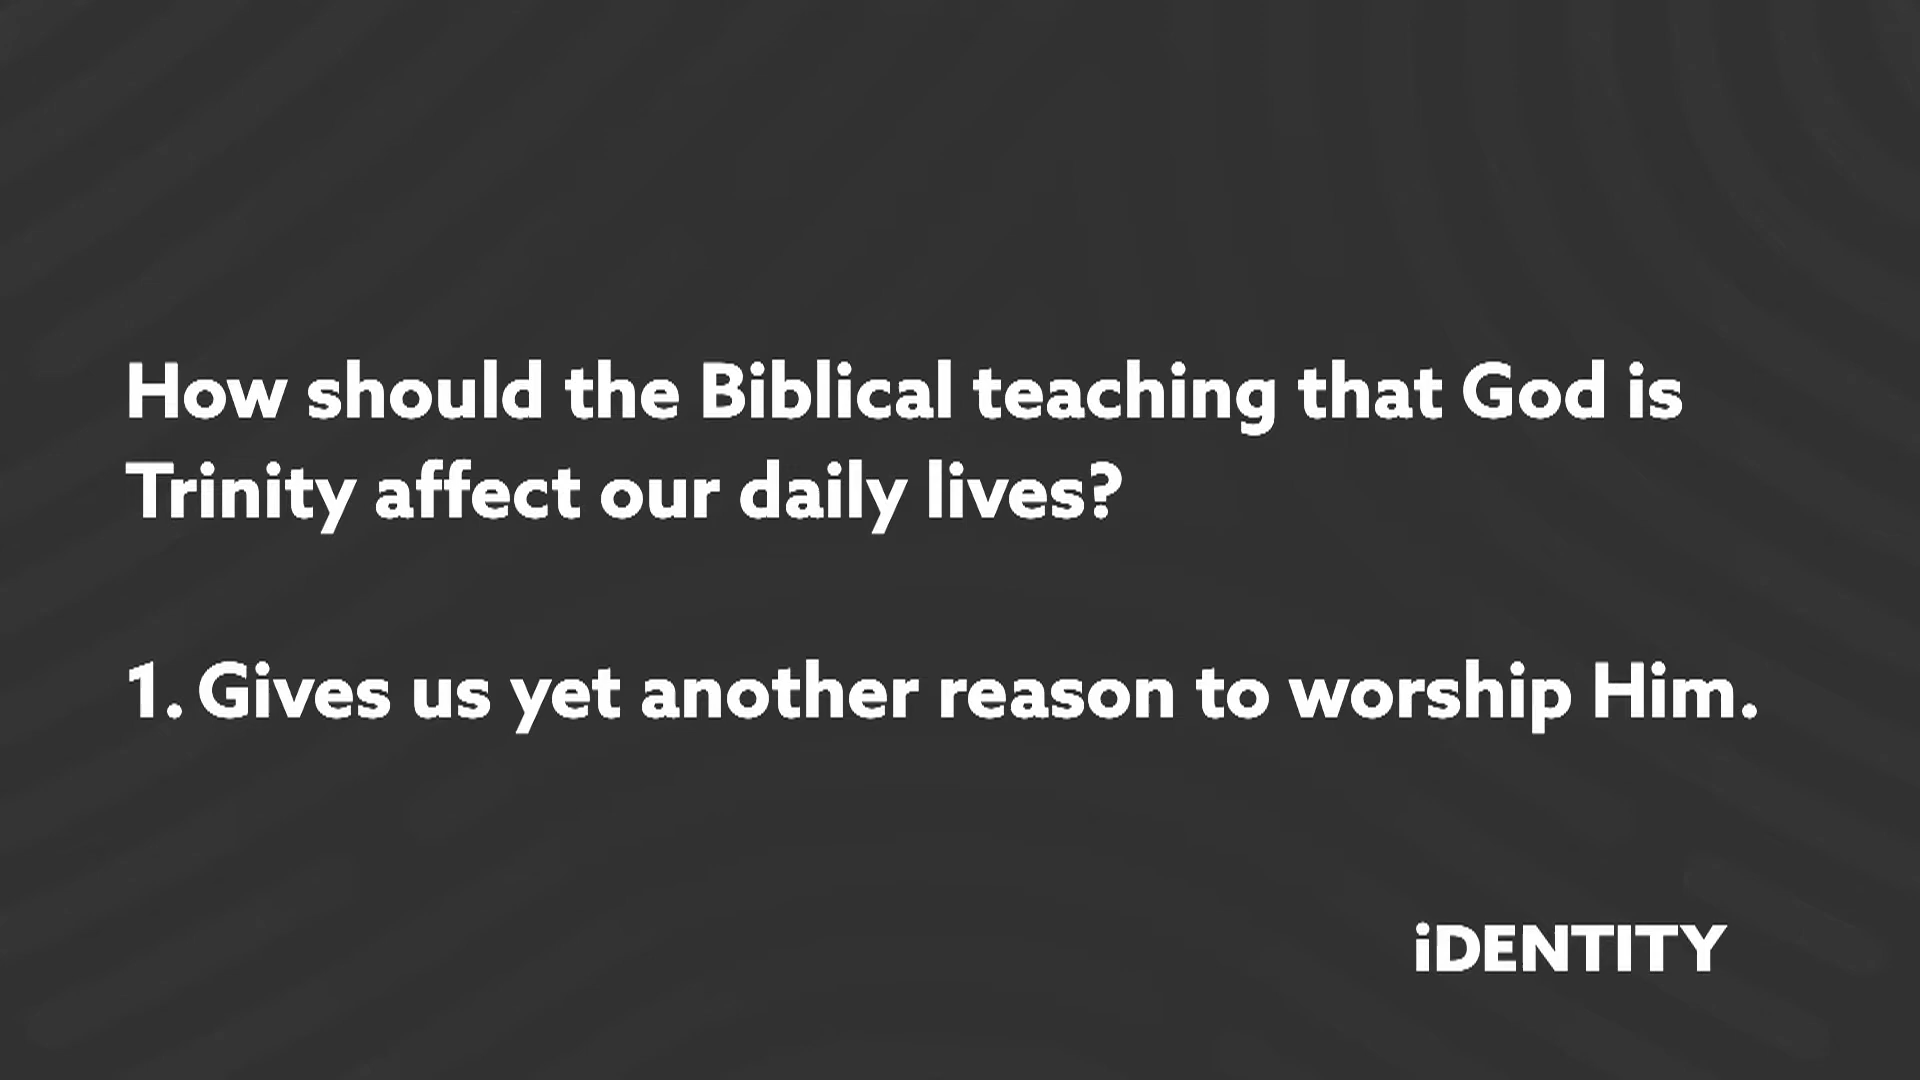 How should the Biblical teaching that God is
Trinity affect our daily lives?
1. Gives us yet another reason to worship Him.
iDENTITY